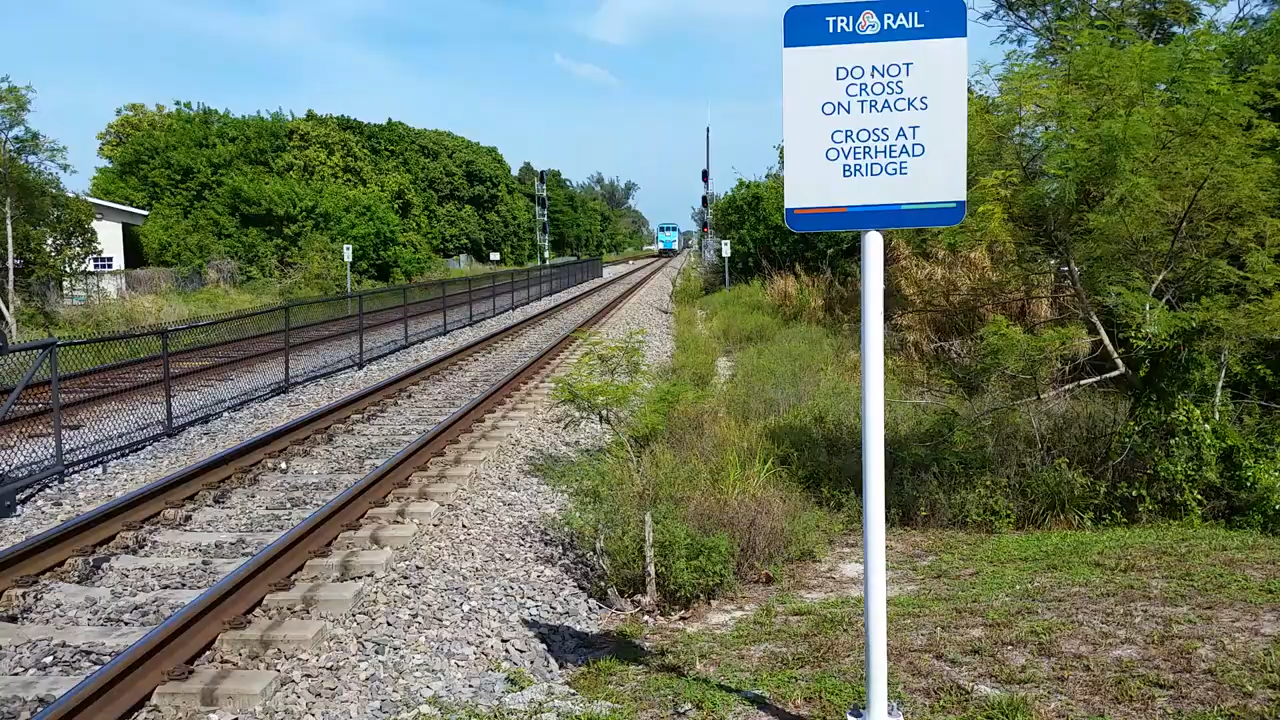 TRI RAIL
DO NOT
CROSS
ON TRACKS
CROSS AT
OVERHEAD
BRIDGE